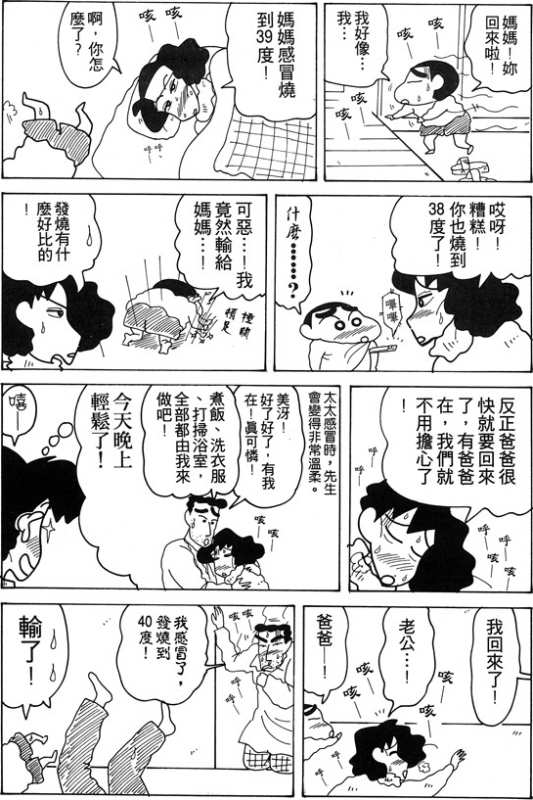 媽媽！妳
回來啦！
我好像⋯
我⋯
咳
咳
咳
咳
咳
咳
媽媽感冒燒
到39度！
啊，你怎
麼了？
呼
呼
哎呀！
糟糕！
你也燒到
38度了！
嗶
嗶
什麼⋯⋯⋯？
可惡⋯！我
竟然輸給
媽媽⋯！
發燒有什
麼好比的
！
反正爸爸很
快就要回來
了，有爸爸
在，我們就
不用擔心了
！
呼
呼
呼
呼
太太感冒時，先生
會變得非常溫柔。
美冴！
好了好了，有我
在！真可憐！
煮飯、洗衣服
、打掃浴室，
全部都由我來
做吧！
咳
咳
今天晚上
輕鬆了！
嘻─
我回來了！
老公⋯！
爸爸─！
咳
咳
咳
咳
咳
咳
呼
呼
我感冒了，
發燒到
40度！
輸了！